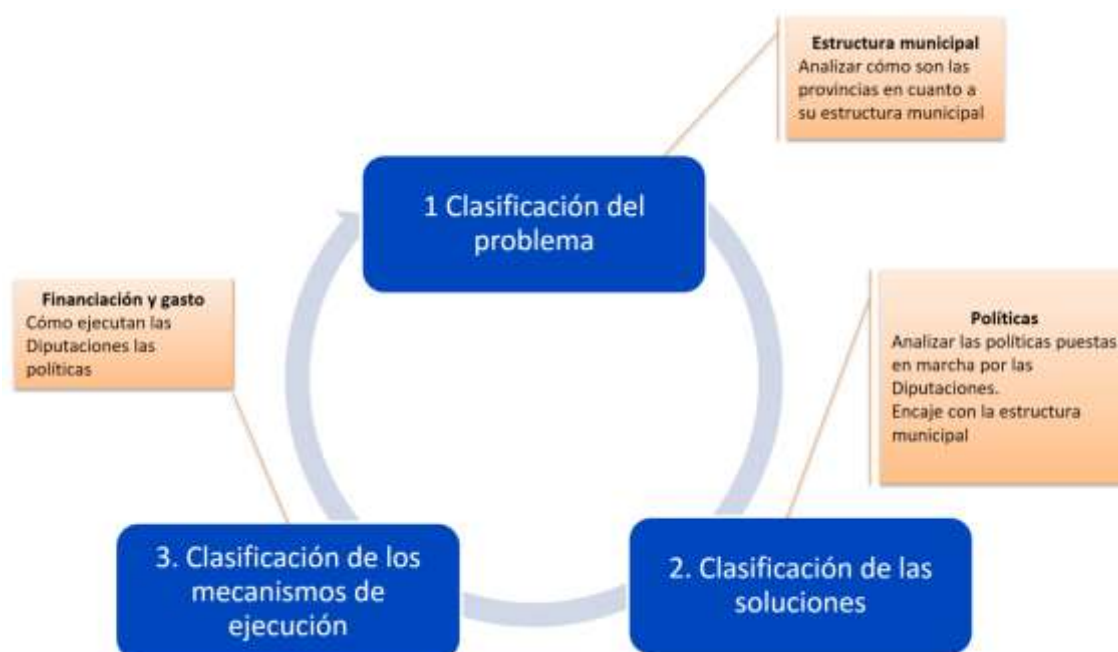 Estructura municipal
Analizar cómo son las
provincias en cuanto a
su estructura municipal
1 Clasificación del
problema
Financiación y gasto
Cómo ejecutan las
Diputaciones las
políticas
Políticas
Analizar las políticas puestas
en marcha por las
Diputaciones.
Encaje con la estructura
municipal
3. Clasificación de los
mecanismos de
ejecución
2. Clasificación de las
soluciones